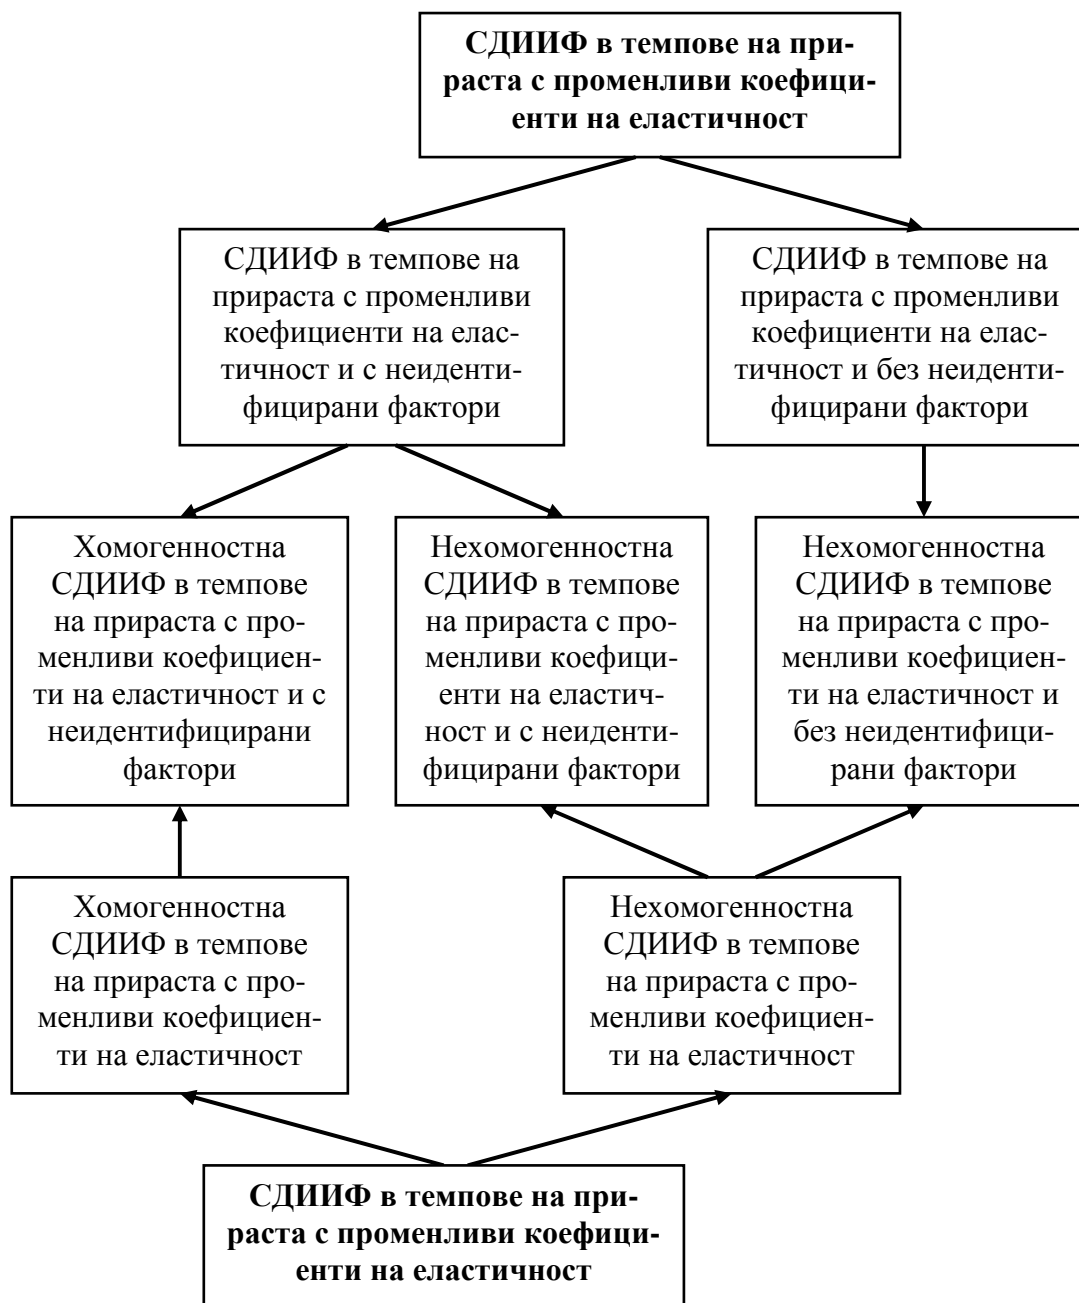 СДИИФ в темпове на при-
раста с променливи коефици-
енти на еластичност
СДИИФ в темпове на
прираста с променливи
коефициенти на елас-
тичност и с неиденти-
фицирани фактори
СДИИФ в темпове на
прираста с променливи
коефициенти на елас-
тичност и без неиденти-
фицирани фактори
Хомогенностна
СДИИФ в темпове
на прираста с про-
менливи коефициен-
ти на еластичност и с
неидентифицирани
фактори
Нехомогенностна
СДИИФ в темпове
на прираста с про-
менливи коефици-
енти на еластич-
ност и с неиденти-
фицирани фактори
Нехомогенностна
СДИИФ в темпове
на прираста с про-
менливи коефициен-
ти на еластичност и
без неидентифици-
рани фактори
Хомогенностна
СДИИФ в темпове
на прираста с про-
менливи коефициен-
ти на еластичност
Нехомогенностна
СДИИФ в темпове
на прираста с про-
менливи коефициен-
ти на еластичност
СДИИФ в темпове на при-
раста с променливи коефици-
енти на еластичност